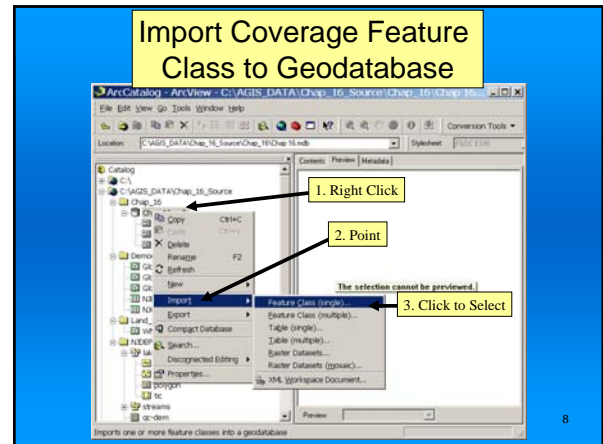 Import Coverage Feature
Class to Geodatabase
ArcCatalog - ArcView - C:\AGIS_DATA\Chap_16_Source\Chap_16\Chap 16
File Edit View Go Tools Window Help
Conversion Tools
Location: C:\AGIS_DATA\Chap_16_Source\Chap_16\Chap 16.mdb
Stylesheet: FGDC ESRI
Contents Preview Metadata
Catalog
C:\
C:\AGIS_DATA\Chap_16_Source
Chap_16
1. Right Click
Copy Ctrl+C
Paste Ctrl+V
Delete
Rename F2
Refresh
New
Import
Export
Compact Database
Search...
Disconnected Editing
Properties...
2. Point
The selection cannot be previewed.
Feature Class (single)...
Feature Class (multiple)...
Table (single)...
Table (multiple)...
Raster Datasets...
Raster Datasets (mosaic)...
XML Workspace Document...
3. Click to Select
polygon
tic
streams
qc-dem
Preview
Imports one or more feature classes into a geodatabase
8